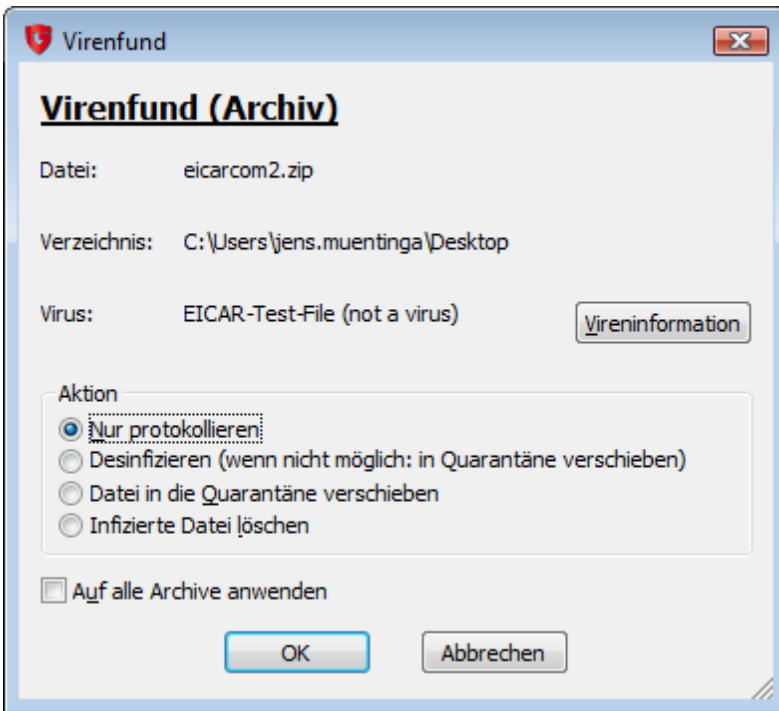 Virenfund
Virenfund (Archiv)
Datei: eicarcom2.zip
Verzeichnis: C:\Users\jens.muentinga\Desktop
Virus: EICAR-Test-File (not a virus)
Vireninformation
Aktion
Nur protokollieren
Desinfizieren (wenn nicht möglich: in Quarantäne verschieben)
Datei in die Quarantäne verschieben
Infizierte Datei löschen
Auf alle Archive anwenden
OK Abbrechen